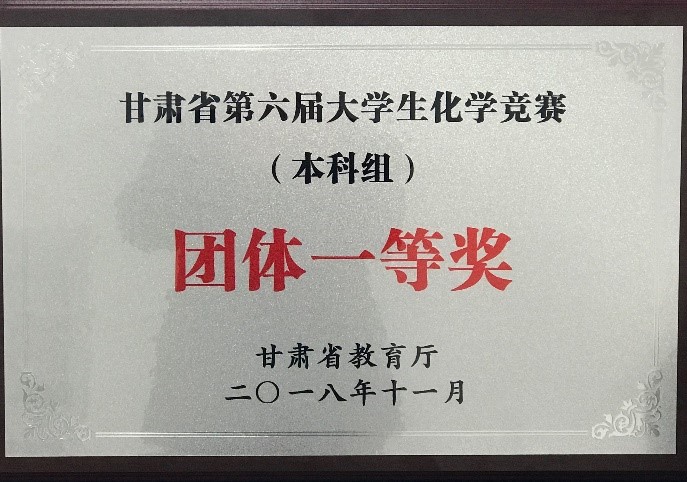 甘肃省第六届大学生化学竞赛
（本科组）
团体一等奖
甘肃省教育厅
二〇一八年十一月